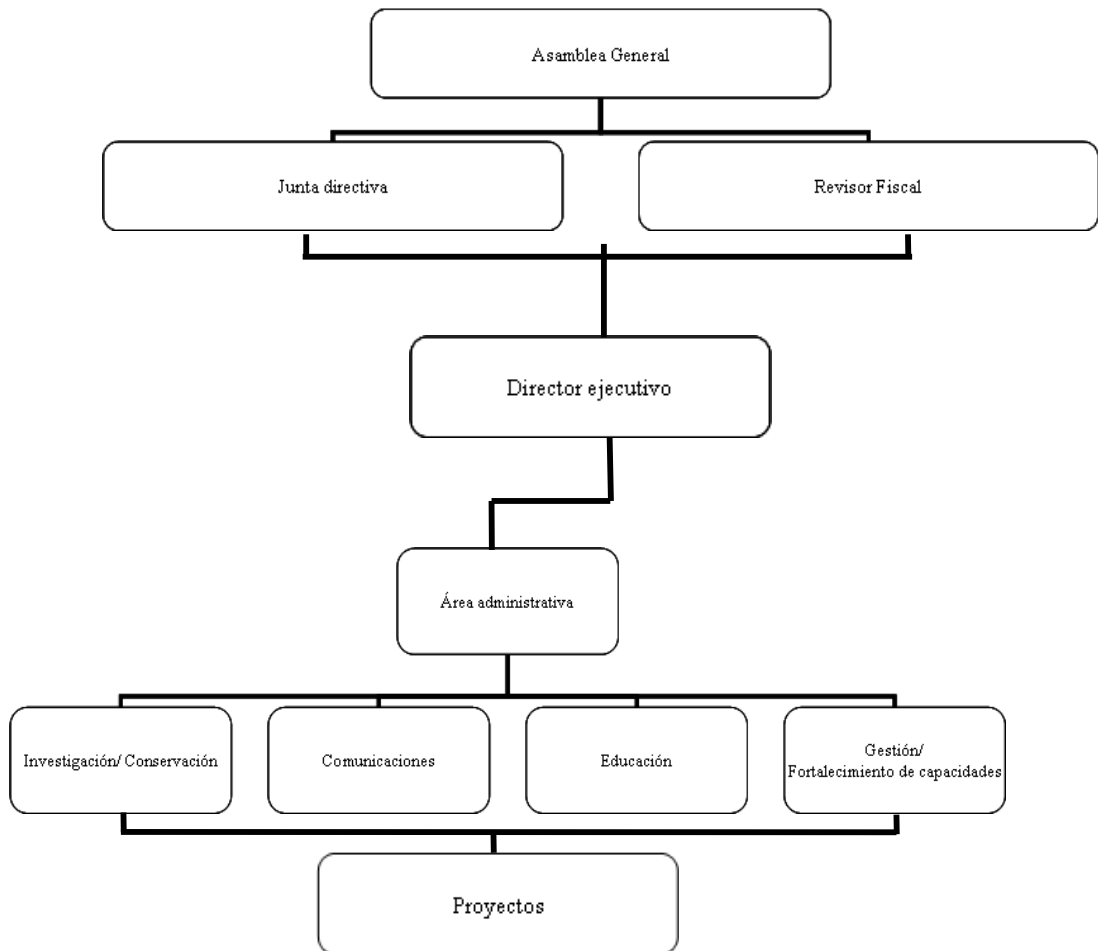 Asamblea General
Junta directiva
Revisor Fiscal
Director ejecutivo
Área administrativa
Investigación/ Conservación
Comunicaciones
Educación
Gestión/
Fortalecimiento de capacidades
Proyectos